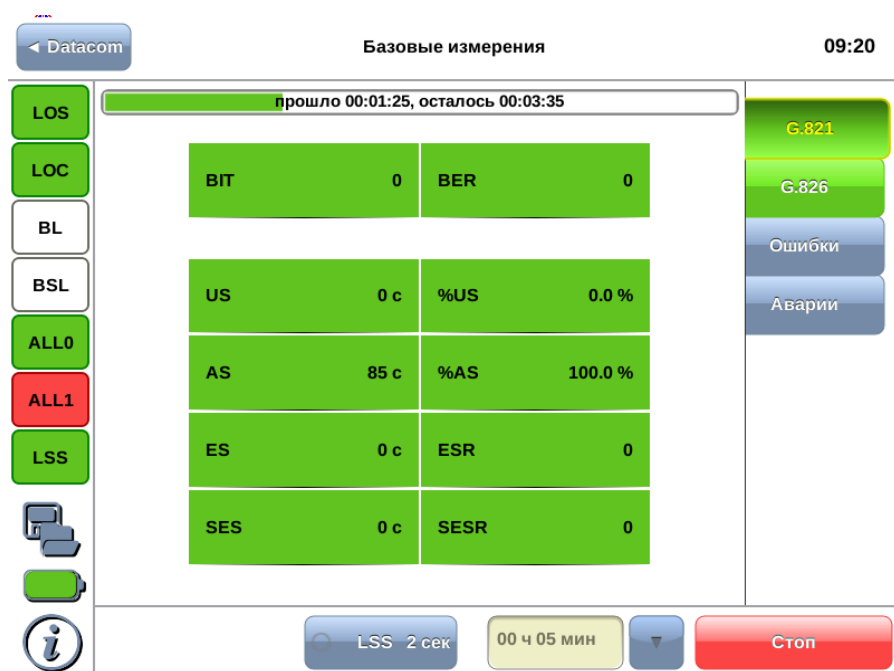 ◄ Datacom
Базовые измерения
09:20
LOS
LOC
BL
BSL
ALL0
ALL1
LSS
прошло 00:01:25, осталось 00:03:35
BIT 0 BER 0
US 0 с %US 0.0 %
AS 85 с %AS 100.0 %
ES 0 с ESR 0
SES 0 с SESR 0
G.821
G.826
Ошибки
Аварии
i
LSS 2 сек
00 ч 05 мин
▼
Стоп